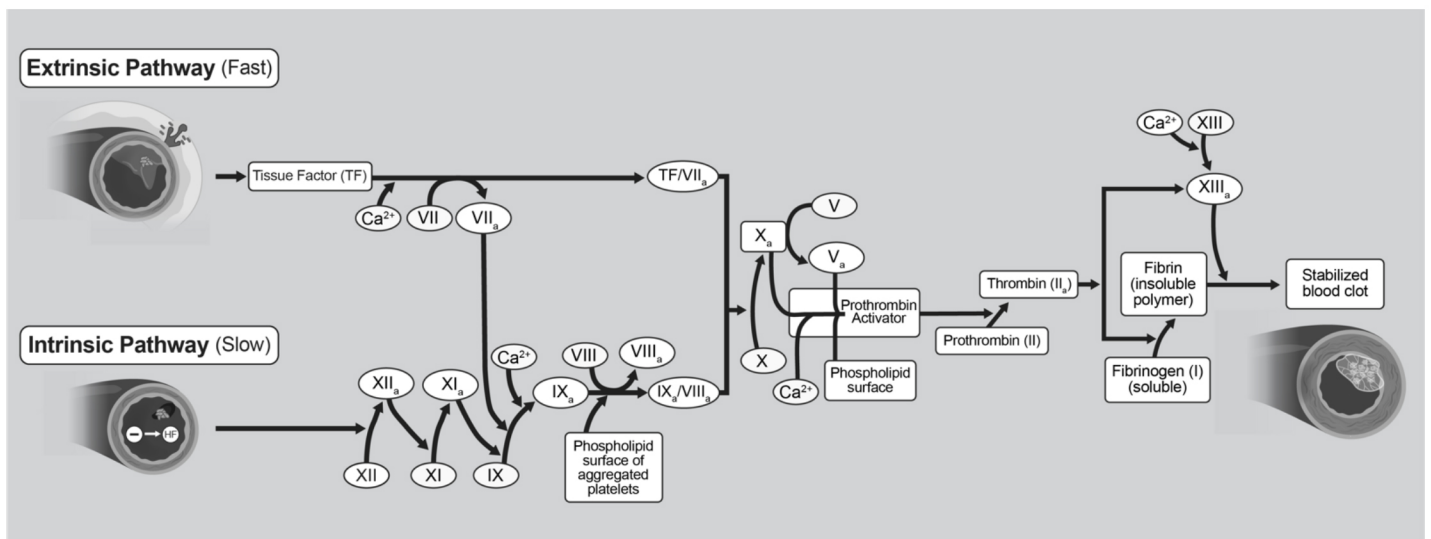 Extrinsic Pathway (Fast)
Tissue Factor (TF)
Ca²⁺
VII
VIIₐ
TF/VIIₐ
Intrinsic Pathway (Slow)
− → HF
XII
XIIₐ
XI
XIₐ
IX
Ca²⁺
IXₐ
VIII
VIIIₐ
IXₐ/VIIIₐ
Phospholipid
surface of
aggregated
platelets
X
Xₐ
V
Vₐ
Ca²⁺
Prothrombin
Activator
Phospholipid
surface
Prothrombin (II)
Thrombin (IIₐ)
Ca²⁺
XIII
XIIIₐ
Fibrin
(insoluble
polymer)
Fibrinogen (I)
(soluble)
Stabilized
blood clot